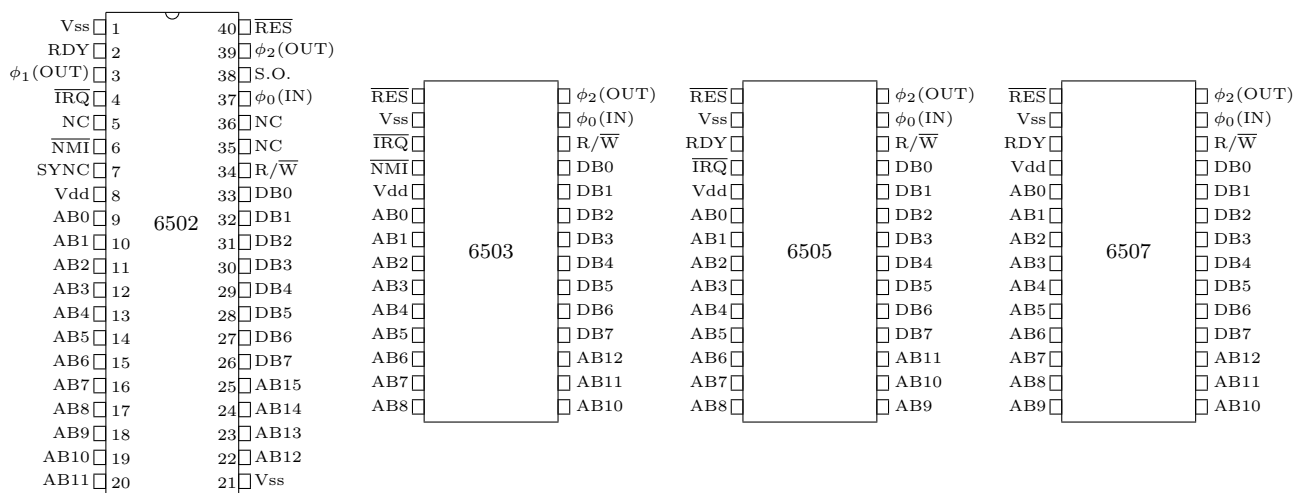 Vss 1 40 RES
RDY 2 39 ϕ2(OUT)
ϕ1(OUT) 3 38 S.O.
IRQ 4 37 ϕ0(IN)
NC 5 36 NC
NMI 6 35 NC
SYNC 7 34 R/W
Vdd 8 33 DB0
AB0 9 32 DB1
6502
AB1 10 31 DB2
AB2 11 30 DB3
AB3 12 29 DB4
AB4 13 28 DB5
AB5 14 27 DB6
AB6 15 26 DB7
AB7 16 25 AB15
AB8 17 24 AB14
AB9 18 23 AB13
AB10 19 22 AB12
AB11 20 21 Vss
RES ϕ2(OUT)
Vss ϕ0(IN)
IRQ R/W
NMI DB0
Vdd DB1
AB0 DB2
AB1 DB3
6503
AB2 DB4
AB3 DB5
AB4 DB6
AB5 DB7
AB6 AB12
AB7 AB11
AB8 AB10
RES ϕ2(OUT)
Vss ϕ0(IN)
RDY R/W
IRQ DB0
Vdd DB1
AB0 DB2
AB1 DB3
6505
AB2 DB4
AB3 DB5
AB4 DB6
AB5 DB7
AB6 AB11
AB7 AB10
AB8 AB9
RES ϕ2(OUT)
Vss ϕ0(IN)
RDY R/W
Vdd DB0
AB0 DB1
AB1 DB2
AB2 DB3
6507
AB3 DB4
AB4 DB5
AB5 DB6
AB6 DB7
AB7 AB12
AB8 AB11
AB9 AB10